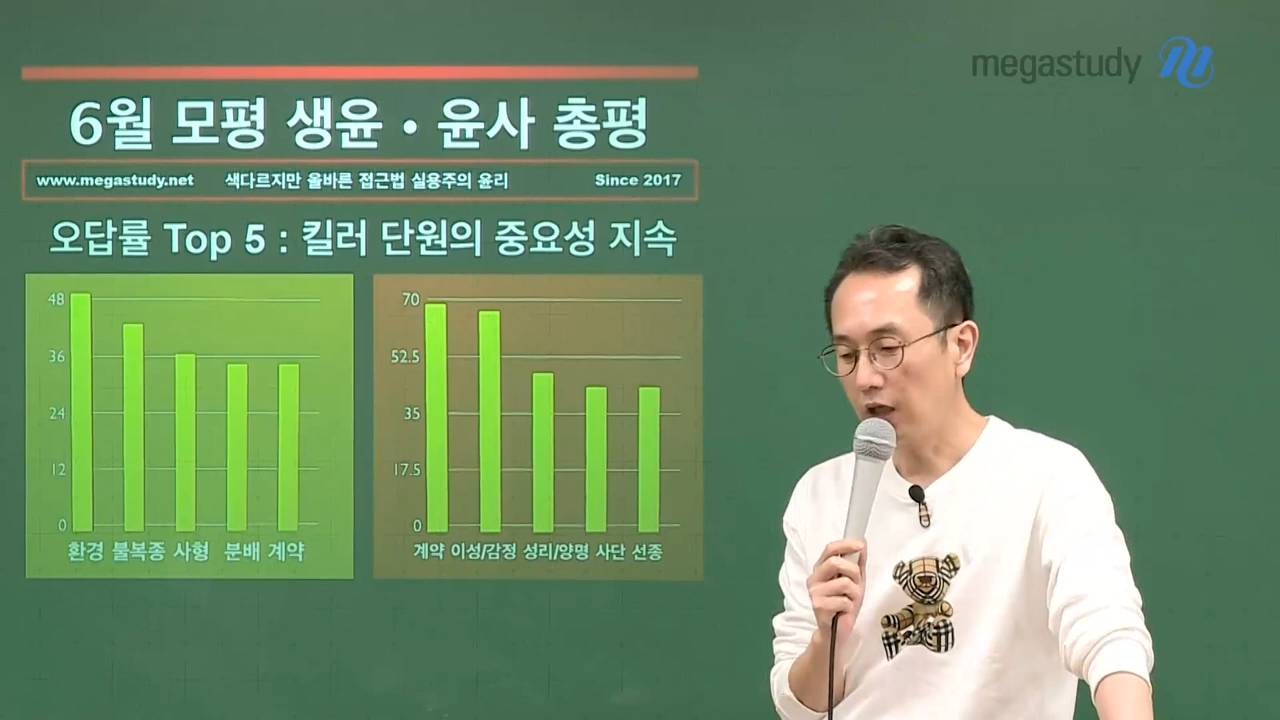 megastudy
6월 모평 생윤 · 윤사 총평
www.megastudy.net 색다르지만 올바른 접근법 실용주의 윤리 Since 2017
오답률 Top 5 : 킬러 단원의 중요성 지속
48
36
24
12
0
환경 불복종 사형 분배 계약
70
52.5
35
17.5
0
계약 이성/감정 성리/양명 사단 선종